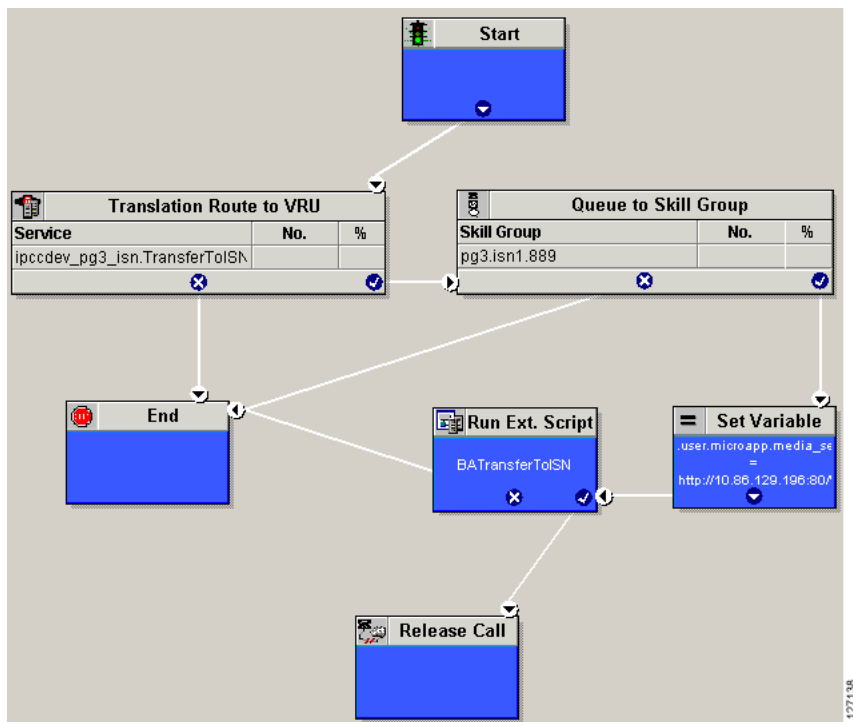 Start
Translation Route to VRU
Service No. %
ipccdev_pg3_isn.TransferToISN
Queue to Skill Group
Skill Group No. %
pg3.isn1.889
End
Run Ext. Script
BATransferToISN
Set Variable
.user.microapp.media_se
=
http://10.86.129.196:80/
Release Call
127138